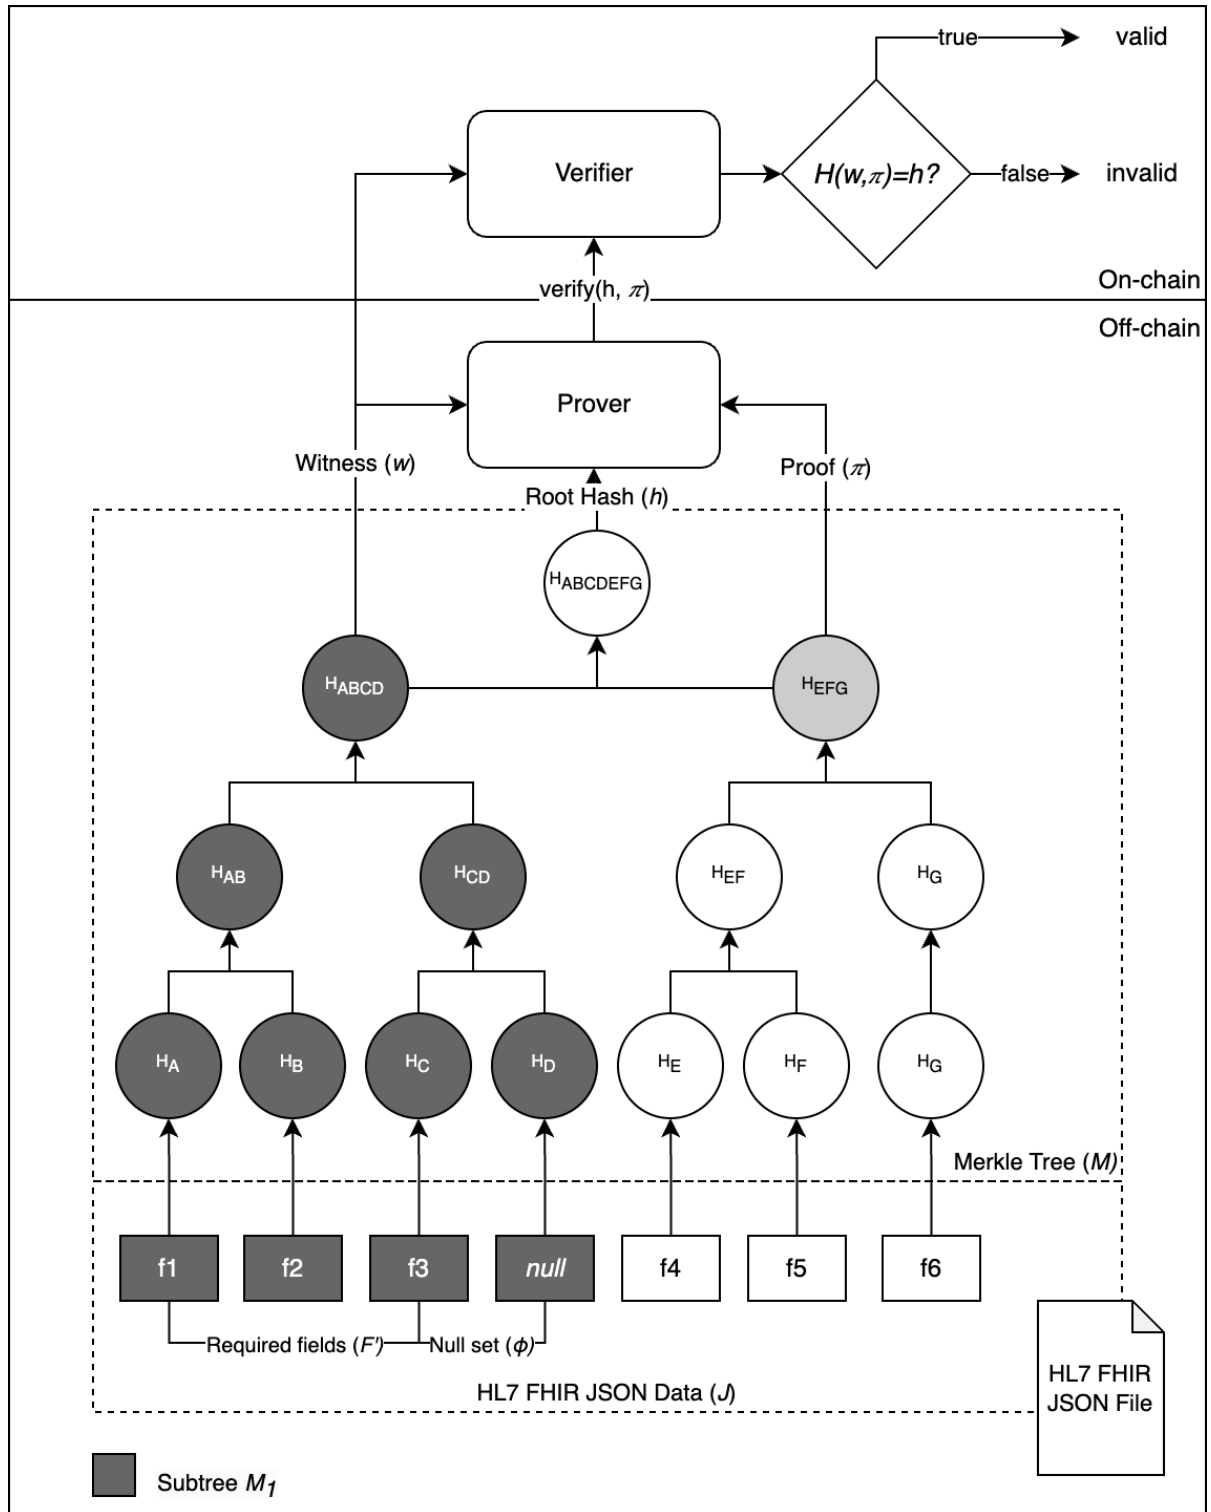 true
valid
Verifier
H(w,π)=h?
false
invalid
On-chain
verify(h, π)
Off-chain
Prover
Witness (w)
Proof (π)
Root Hash (h)
HABCDEFG
HABCD
HEFG
HAB
HCD
HEF
HG
HA
HB
HC
HD
HE
HF
HG
Merkle Tree (M)
f1
f2
f3
null
f4
f5
f6
Required fields (F')
Null set (ϕ)
HL7 FHIR
JSON File
HL7 FHIR JSON Data (J)
Subtree M1